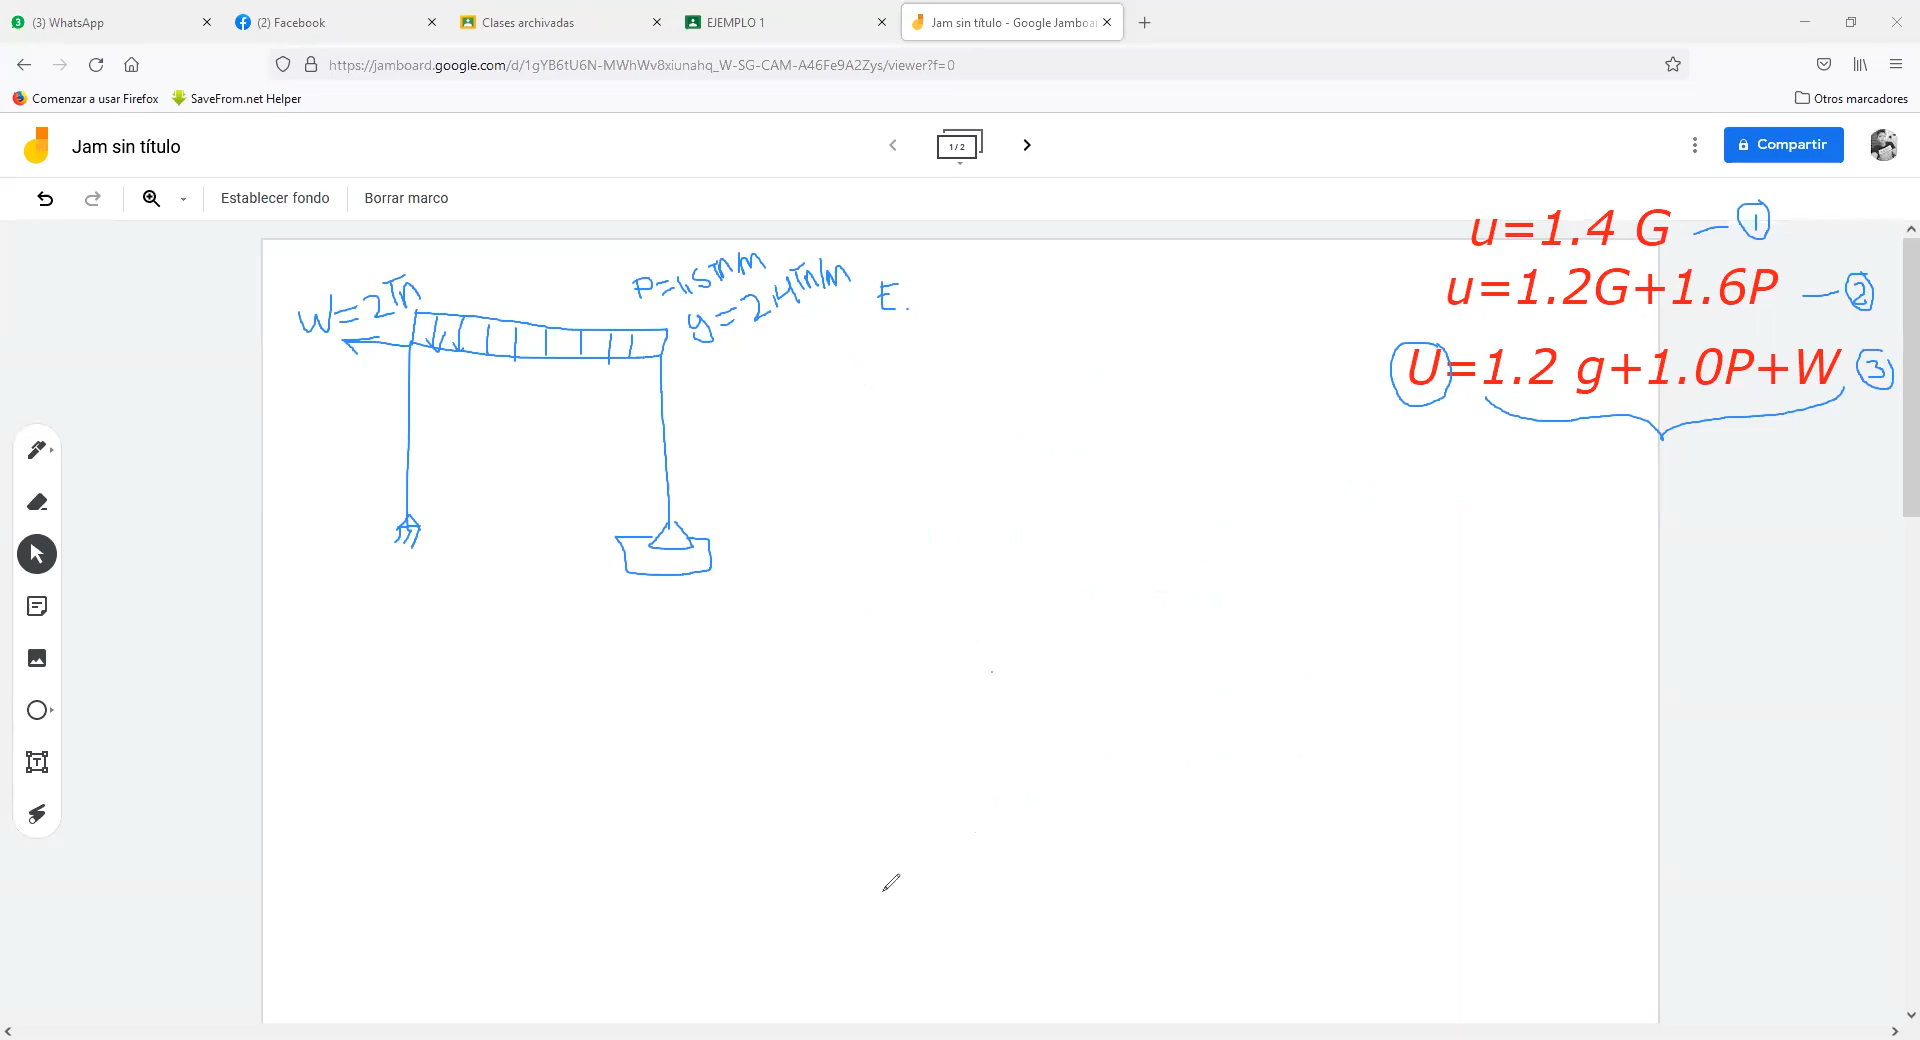 (3) WhatsApp
(2) Facebook
Clases archivadas
EJEMPLO 1
Jam sin título - Google Jamboa
https://jamboard.google.com/d/1gYB6tU6N-MWhWv8xiunahq_W-SG-CAM-A46Fe9A2Zys/viewer?f=0
Comenzar a usar Firefox
SaveFrom.net Helper
Otros marcadores
Jam sin título
1 / 2
Compartir
Establecer fondo
Borrar marco
u=1.4 G 1
u=1.2G+1.6P 2
U=1.2 g+1.0P+W 3
W=2Tn
P=1.5
g=2.4Tn/m
E.